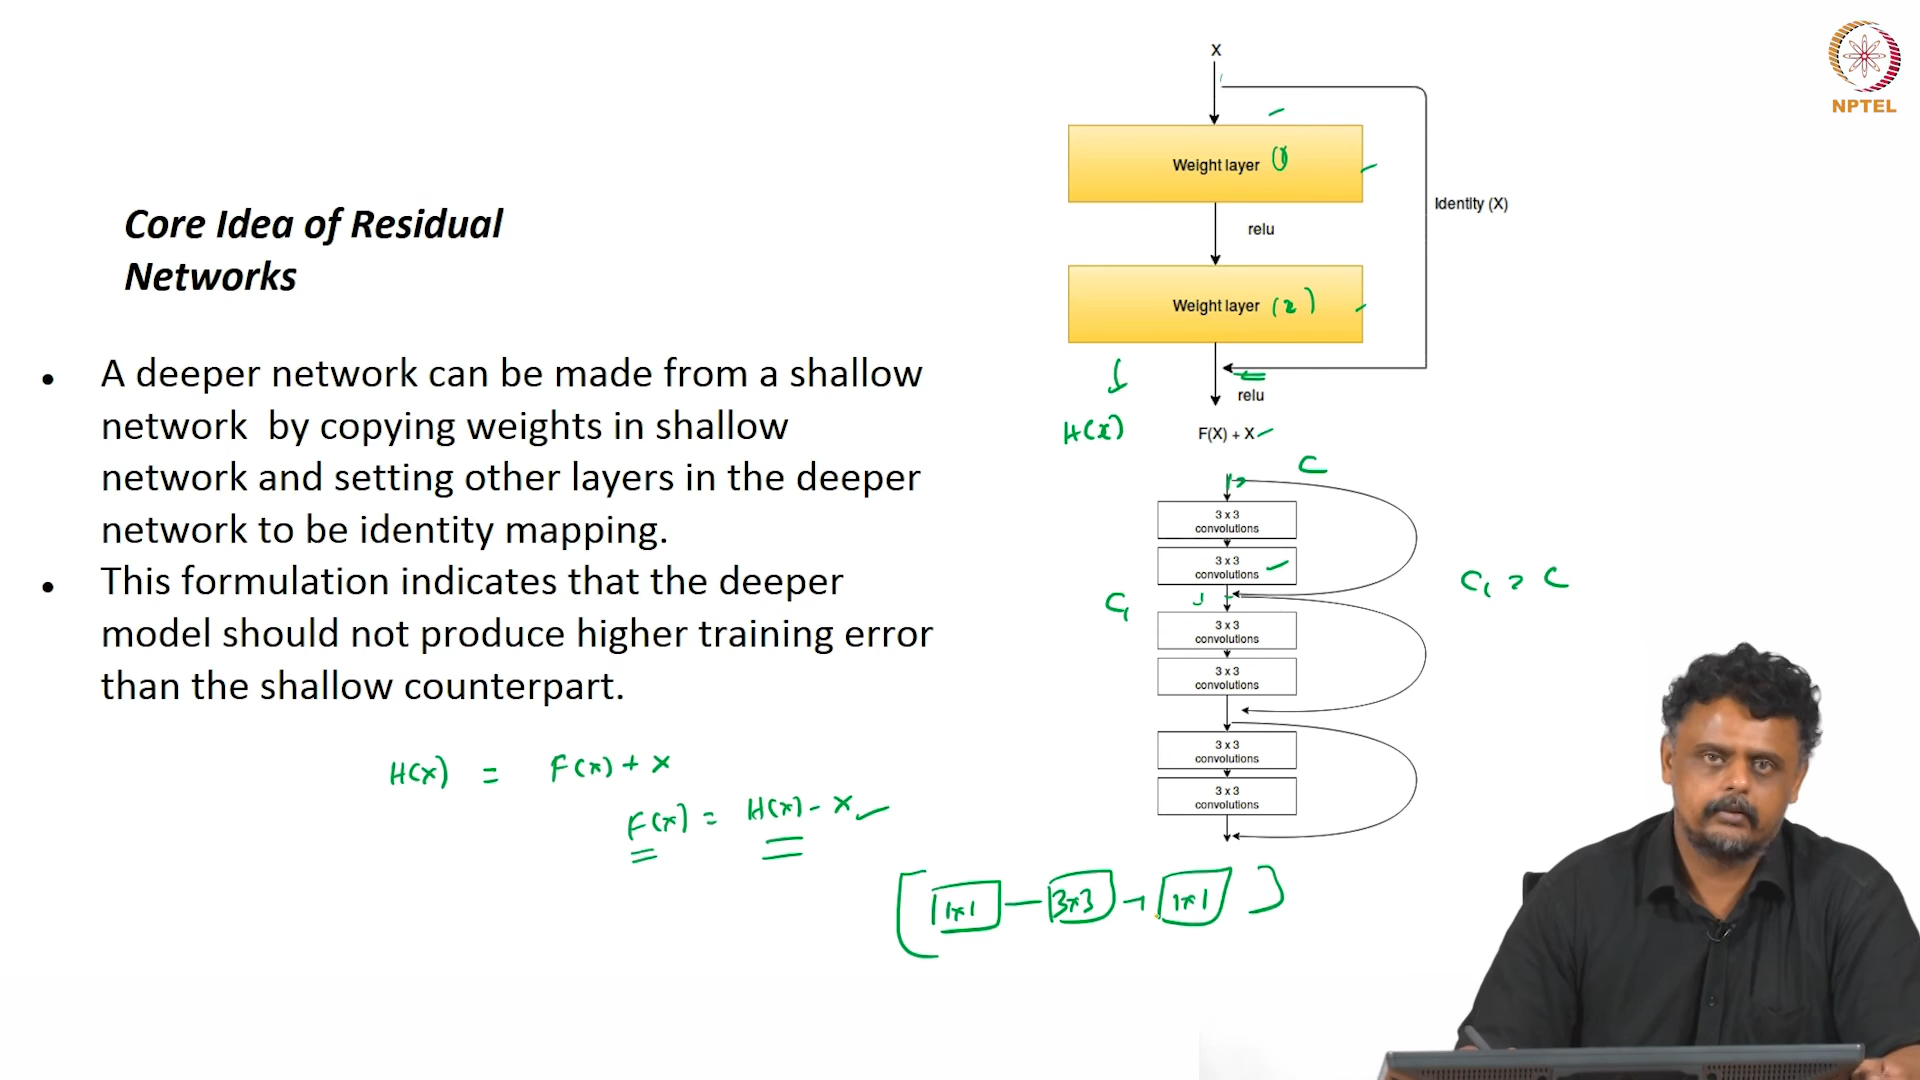 NPTEL
Core Idea of Residual
Networks
• A deeper network can be made from a shallow
network by copying weights in shallow
network and setting other layers in the deeper
network to be identity mapping.
• This formulation indicates that the deeper
model should not produce higher training error
than the shallow counterpart.
H(x) = F(x) + x
F(x) = H(x) - x
X
Weight layer (1)
relu
Identity (X)
Weight layer (2)
relu
H(x)
F(X) + X
C
3 x 3
convolutions
3 x 3
convolutions
C1
3 x 3
convolutions
3 x 3
convolutions
3 x 3
convolutions
3 x 3
convolutions
C1 > C
[ 1x1 — 3x3 → 1x1 ]